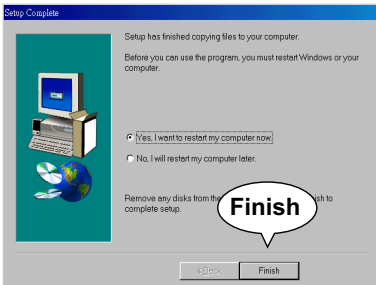 Setup Complete
Setup has finished copying files to your computer.
Before you can use the program, you must restart Windows or your
computer.
Yes, I want to restart my computer now.
No, I will restart my computer later.
Remove any disks from the
ish to
complete setup.
Finish
< Back
Finish